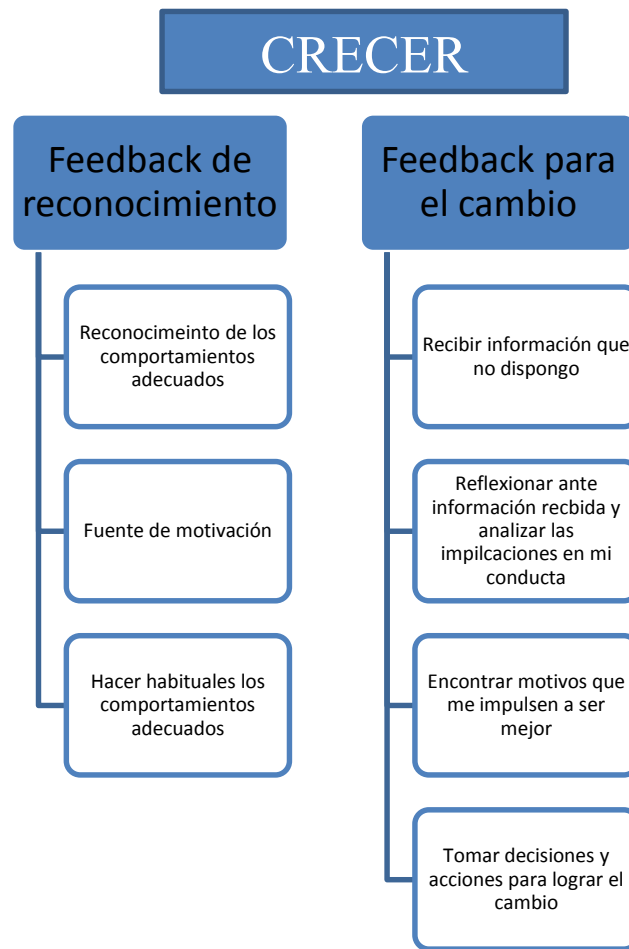 CRECER
Feedback de
reconocimiento
Reconocimeinto de los
comportamientos
adecuados
Fuente de motivación
Hacer habituales los
comportamientos
adecuados
Feedback para
el cambio
Recibir información que
no dispongo
Reflexionar ante
información recbida y
analizar las
impilcaciones en mi
conducta
Encontrar motivos que
me impulsen a ser
mejor
Tomar decisiones y
acciones para lograr el
cambio